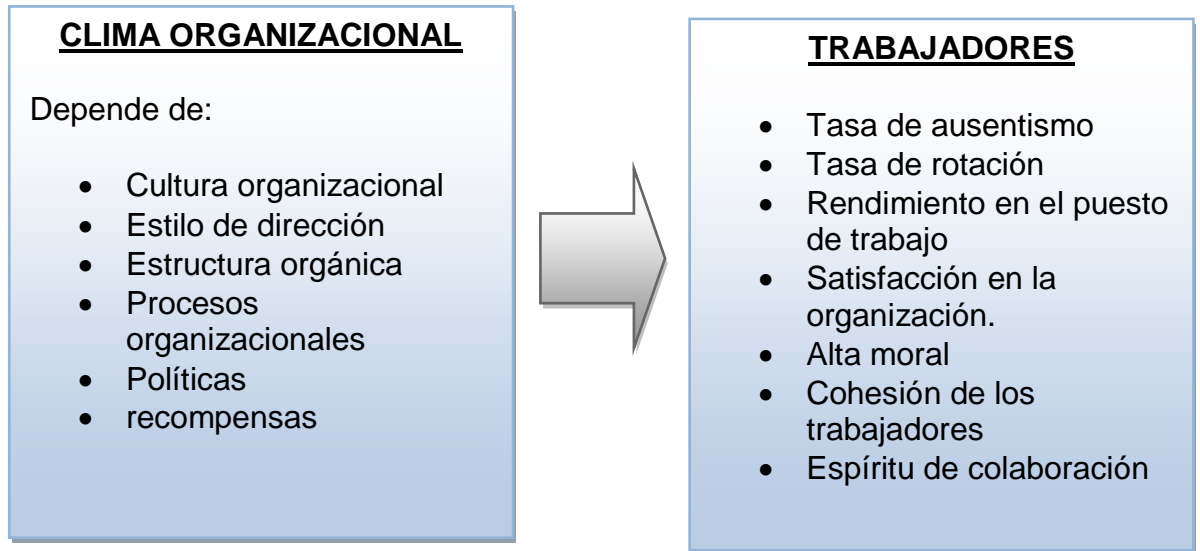 CLIMA ORGANIZACIONAL
Depende de:
• Cultura organizacional
• Estilo de dirección
• Estructura orgánica
• Procesos
organizacionales
• Políticas
• recompensas
TRABAJADORES
• Tasa de ausentismo
• Tasa de rotación
• Rendimiento en el puesto
de trabajo
• Satisfacción en la
organización.
• Alta moral
• Cohesión de los
trabajadores
• Espíritu de colaboración